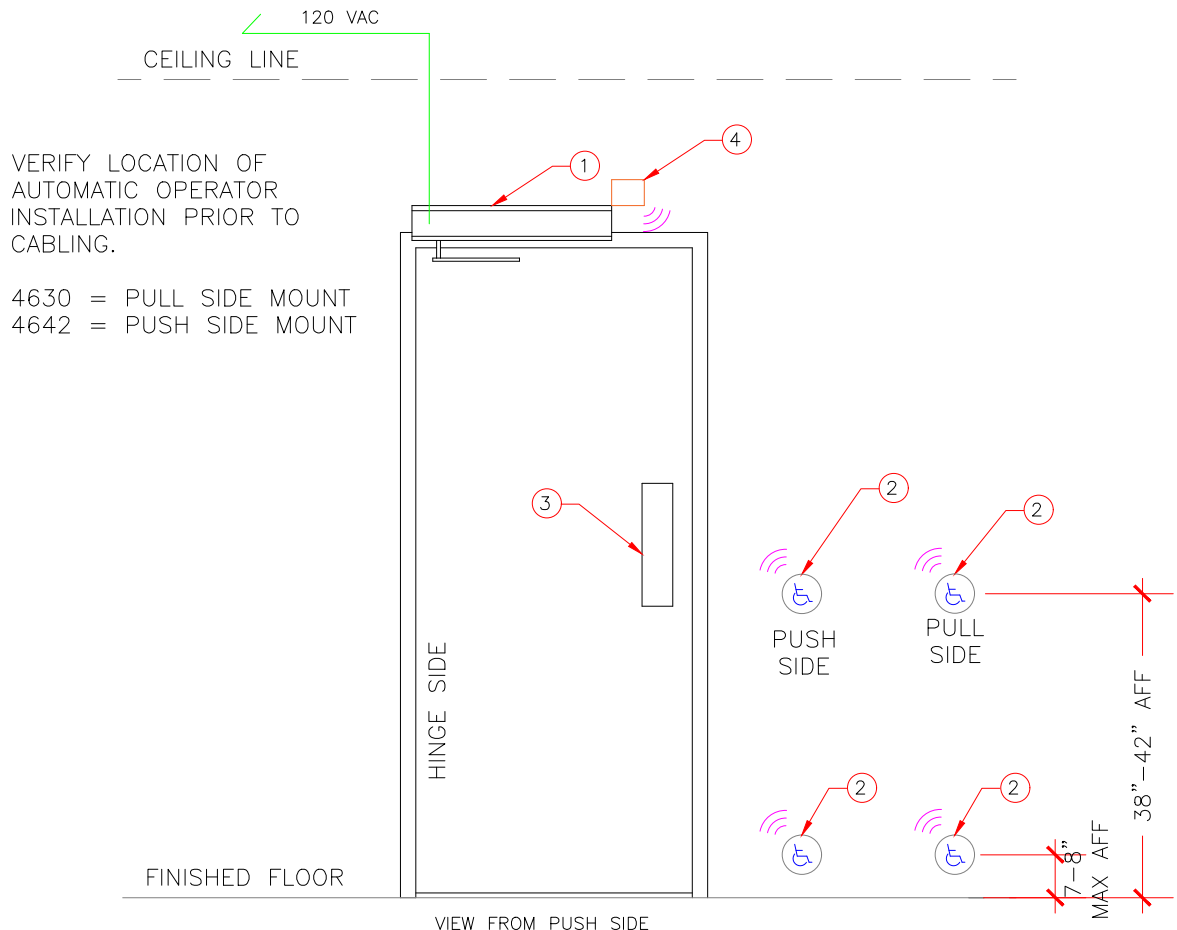 120 VAC
CEILING LINE
4
1
VERIFY LOCATION OF
AUTOMATIC OPERATOR
INSTALLATION PRIOR TO
CABLING.
4630 = PULL SIDE MOUNT
4642 = PUSH SIDE MOUNT
3
2
2
PUSH
SIDE
PULL
SIDE
HINGE SIDE
38"-42" AFF
2
2
7-8"
MAX AFF
FINISHED FLOOR
VIEW FROM PUSH SIDE